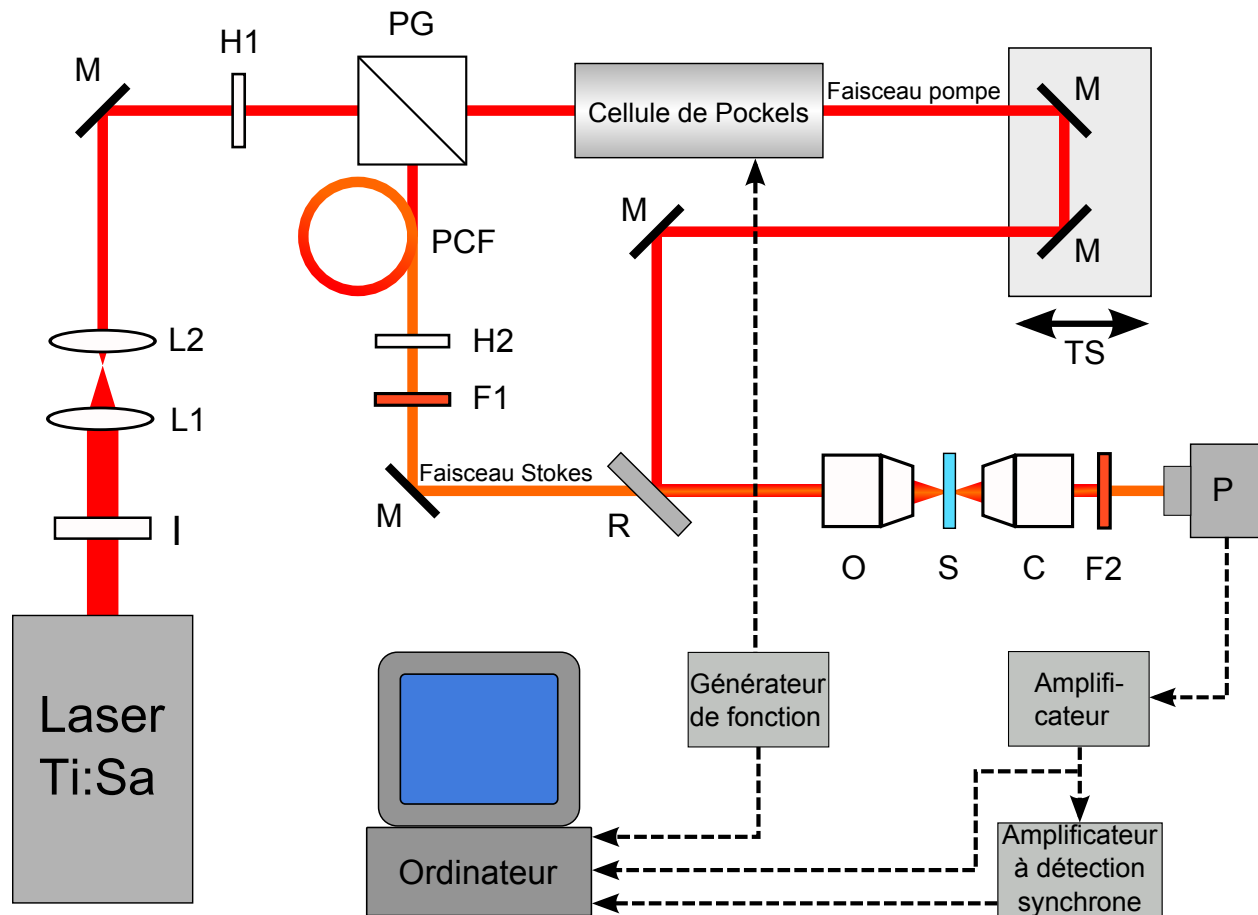 PG
H1
M
Cellule de Pockels
Faisceau pompe
M
M
M
PCF
L2
H2
TS
L1
F1
Faisceau Stokes
M
R
P
I
O
S
C
F2
Laser
Ti:Sa
Générateur
de fonction
Amplifi-
cateur
Ordinateur
Amplificateur
à détection
synchrone